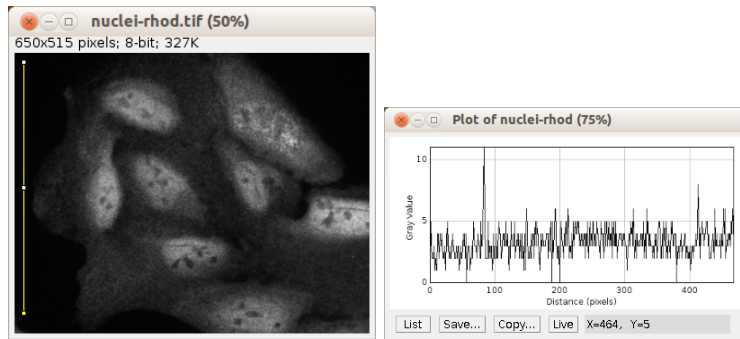 nuclei-rhod.tif (50%)
650x515 pixels; 8-bit; 327K
Plot of nuclei-rhod (75%)
10
5
0
Gray Value
0 100 200 300 400
Distance (pixels)
List Save... Copy... Live X=464, Y=5